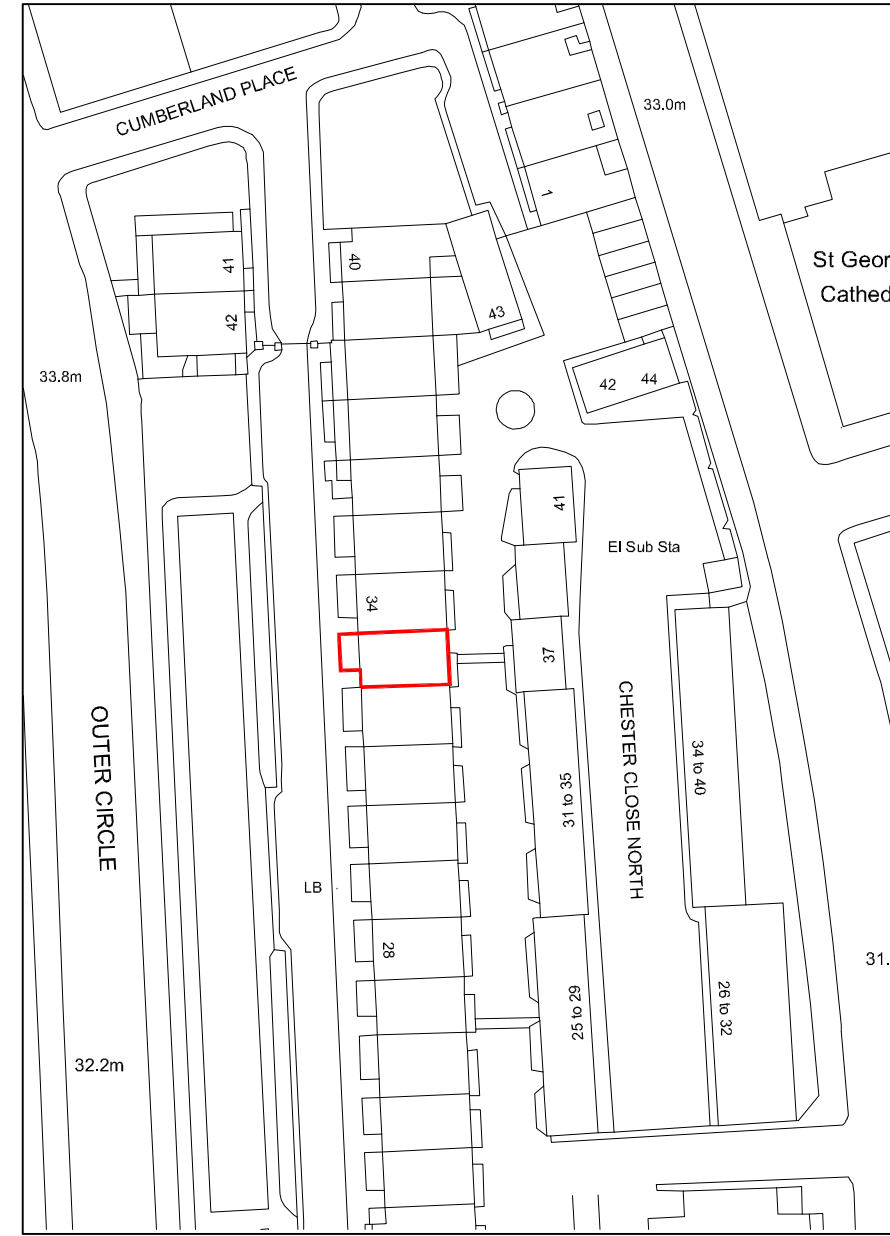 CUMBERLAND PLACE
33.0m
1
St Geor
Cathed
41
40
42
43
33.8m
42
44
41
El Sub Sta
34
37
CHESTER CLOSE NORTH
OUTER CIRCLE
34 to 40
31 to 35
LB
28
31.
25 to 29
26 to 32
32.2m